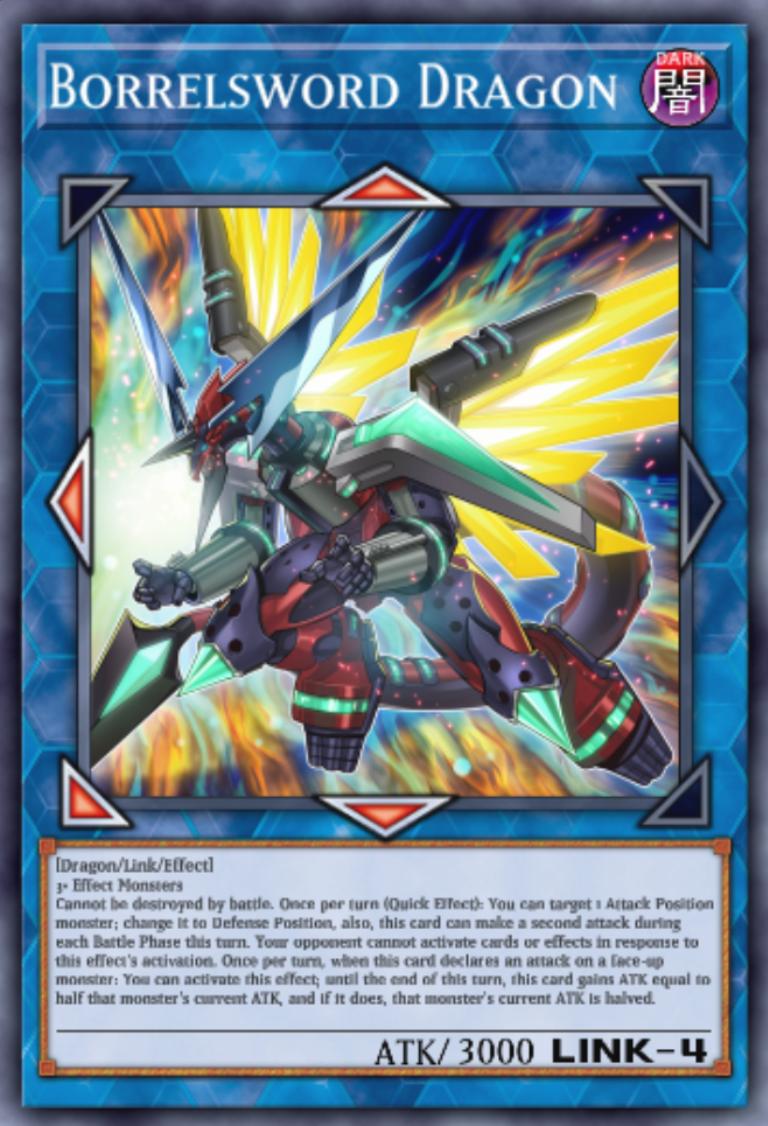 BORRELSWORD DRAGON
DARK
闇
[Dragon/Link/Effect]
3+ Effect Monsters
Cannot be destroyed by battle. Once per turn (Quick Effect): You can target 1 Attack Position
monster; change it to Defense Position, also, this card can make a second attack during
each Battle Phase this turn. Your opponent cannot activate cards or effects in response to
this effect's activation. Once per turn, when this card declares an attack on a face-up
monster: You can activate this effect; until the end of this turn, this card gains ATK equal to
half that monster's current ATK, and if it does, that monster's current ATK is halved.
ATK/ 3000 LINK-4